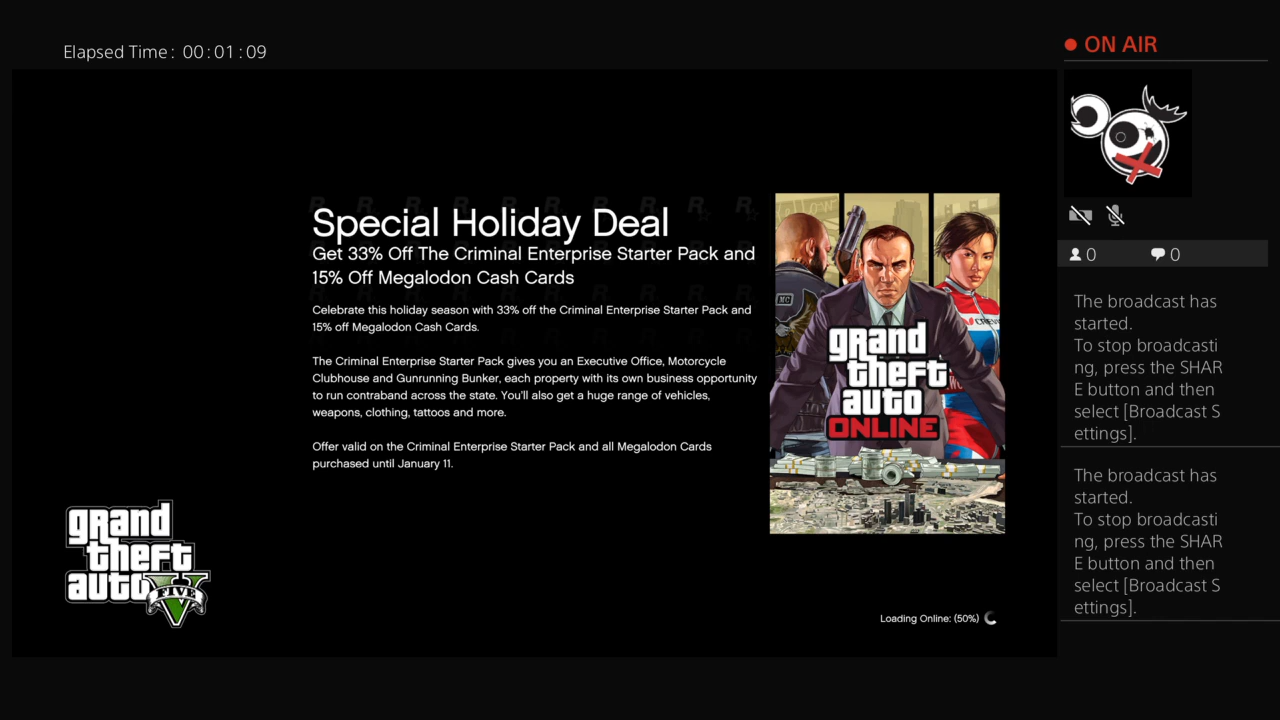 Elapsed Time: 00:01:09
ON AIR
Special Holiday Deal
Get 33% Off The Criminal Enterprise Starter Pack and
15% Off Megalodon Cash Cards
Celebrate this holiday season with 33% off the Criminal Enterprise Starter Pack and
15% off Megalodon Cash Cards.
The Criminal Enterprise Starter Pack gives you an Executive Office, Motorcycle
Clubhouse and Gunrunning Bunker, each property with its own business opportunity
to run contraband across the state. You'll also get a huge range of vehicles,
weapons, clothing, tattoos and more.
Offer valid on the Criminal Enterprise Starter Pack and all Megalodon Cards
purchased until January 11.
MC
grand
theft
auto
ONLINE
grand
theft
auto
V
FIVE
Loading Online: (50%)
0
0
The broadcast has
started.
To stop broadcasti
ng, press the SHAR
E button and then
select [Broadcast S
ettings].
The broadcast has
started.
To stop broadcasti
ng, press the SHAR
E button and then
select [Broadcast S
ettings].